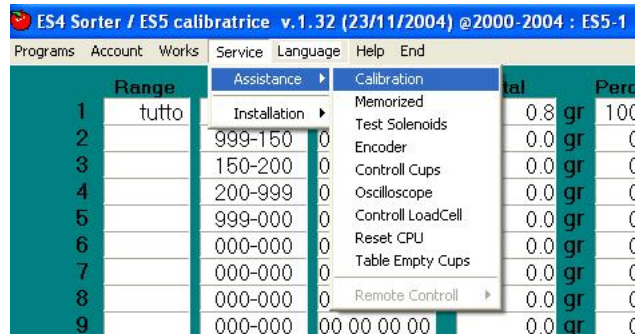 ES4 Sorter / ES5 calibratrice v.1.32 (23/11/2004) @2000-2004 : ES5-1
Programs Account Works Service Language Help End
Assistance
Installation
Calibration
Memorized
Test Solenoids
Encoder
Controll Cups
Oscilloscope
Controll LoadCell
Reset CPU
Table Empty Cups
Remote Controll
Range
1 tutto 0.8 gr
2 999-150 0.0 gr
3 150-200 0.0 gr
4 200-999 0.0 gr
5 999-000 0.0 gr
6 000-000 0.0 gr
7 000-000 0.0 gr
8 000-000 0.0 gr
9 000-000 00 00 00 00 0.0 gr